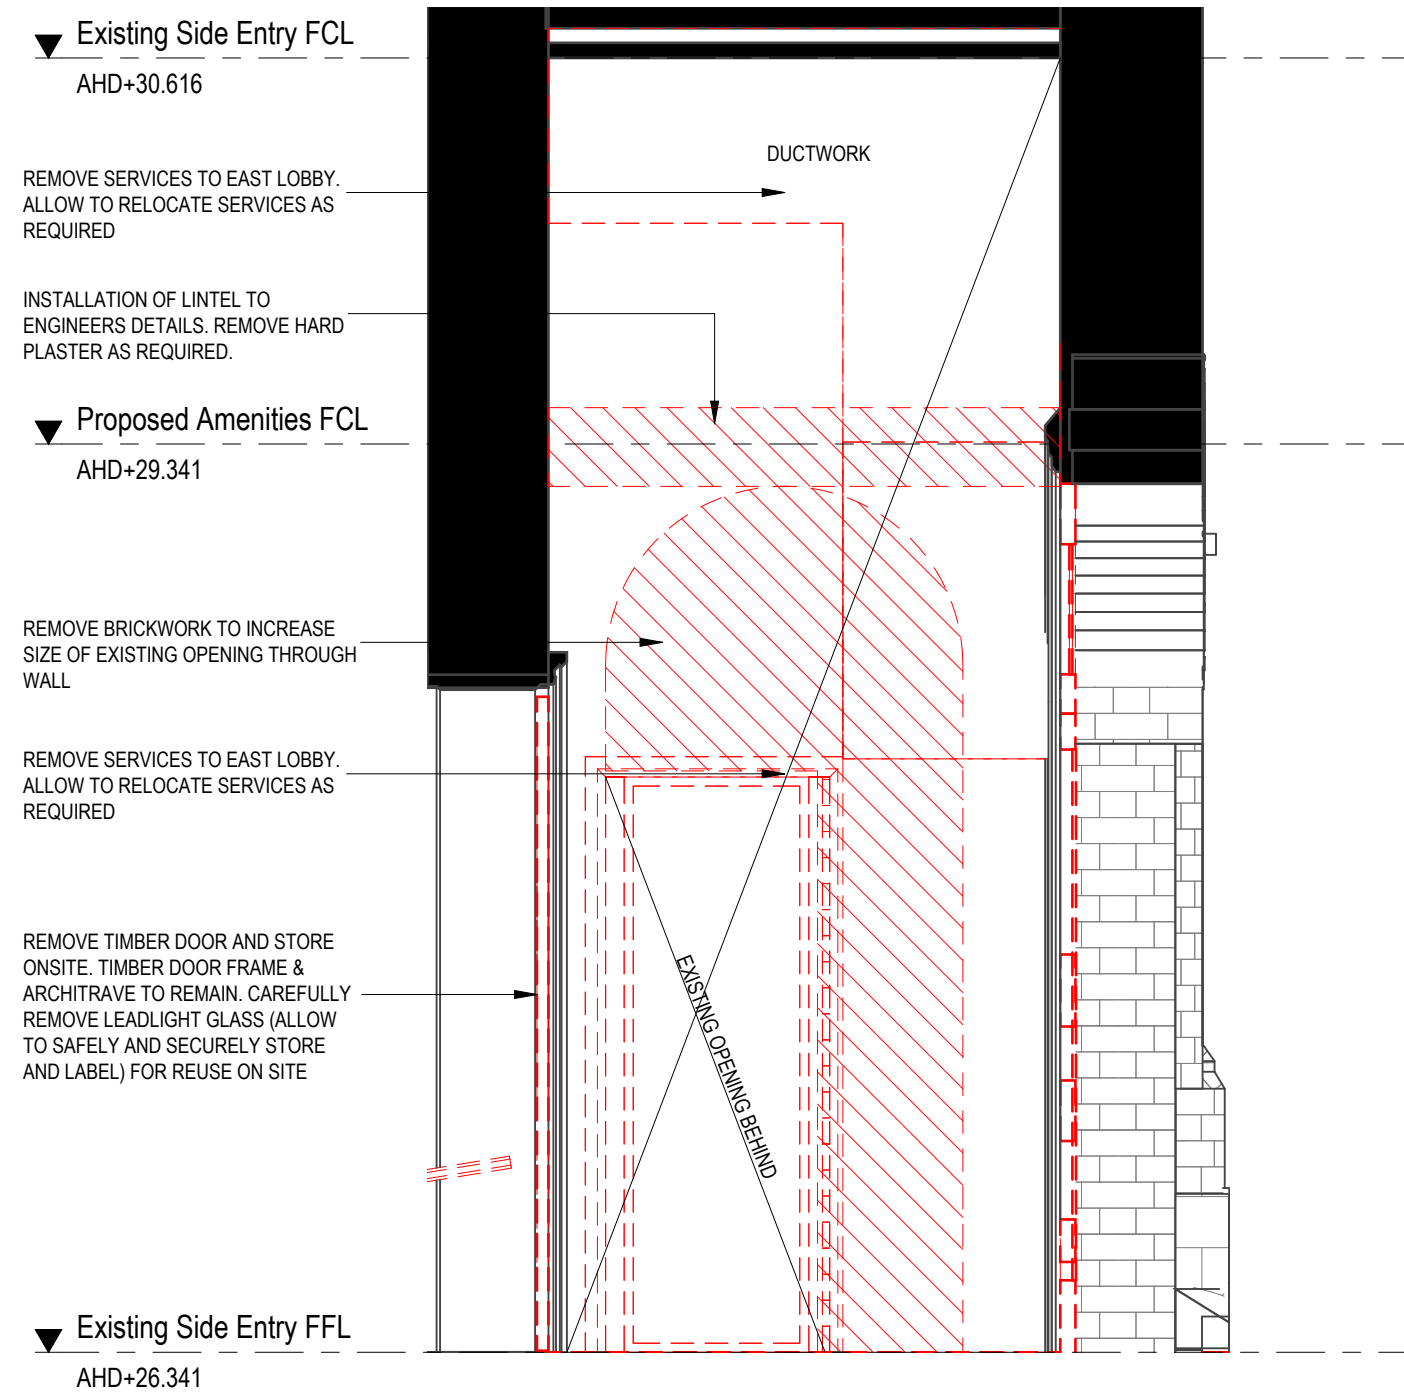 Existing Side Entry FCL
AHD+30.616
DUCTWORK
REMOVE SERVICES TO EAST LOBBY.
ALLOW TO RELOCATE SERVICES AS
REQUIRED
INSTALLATION OF LINTEL TO
ENGINEERS DETAILS. REMOVE HARD
PLASTER AS REQUIRED.
Proposed Amenities FCL
AHD+29.341
REMOVE BRICKWORK TO INCREASE
SIZE OF EXISTING OPENING THROUGH
WALL
REMOVE SERVICES TO EAST LOBBY.
ALLOW TO RELOCATE SERVICES AS
REQUIRED
REMOVE TIMBER DOOR AND STORE
ONSITE. TIMBER DOOR FRAME &
ARCHITRAVE TO REMAIN. CAREFULLY
REMOVE LEADLIGHT GLASS (ALLOW
TO SAFELY AND SECURELY STORE
AND LABEL) FOR REUSE ON SITE
EXISTING OPENING BEHIND
Existing Side Entry FFL
AHD+26.341